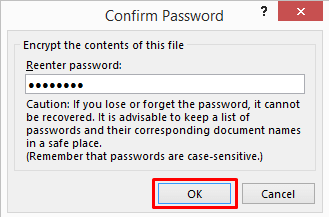 Confirm Password
?
Encrypt the contents of this file
Reenter password:
••••••••
Caution: If you lose or forget the password, it cannot
be recovered. It is advisable to keep a list of
passwords and their corresponding document names
in a safe place.
(Remember that passwords are case-sensitive.)
OK
Cancel